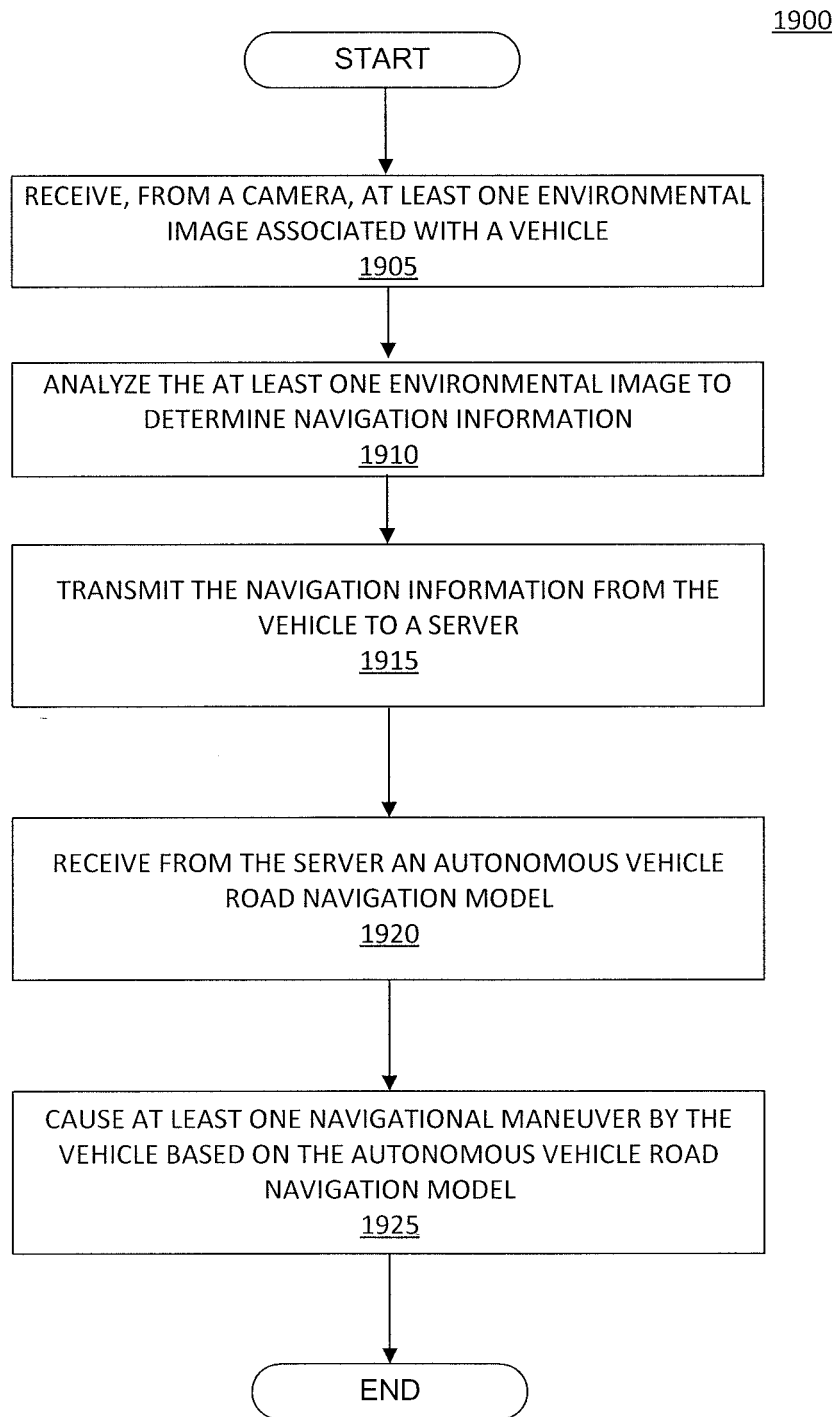 1900
START
RECEIVE, FROM A CAMERA, AT LEAST ONE ENVIRONMENTAL
IMAGE ASSOCIATED WITH A VEHICLE
1905
ANALYZE THE AT LEAST ONE ENVIRONMENTAL IMAGE TO
DETERMINE NAVIGATION INFORMATION
1910
TRANSMIT THE NAVIGATION INFORMATION FROM THE
VEHICLE TO A SERVER
1915
RECEIVE FROM THE SERVER AN AUTONOMOUS VEHICLE
ROAD NAVIGATION MODEL
1920
CAUSE AT LEAST ONE NAVIGATIONAL MANEUVER BY THE
VEHICLE BASED ON THE AUTONOMOUS VEHICLE ROAD
NAVIGATION MODEL
1925
END